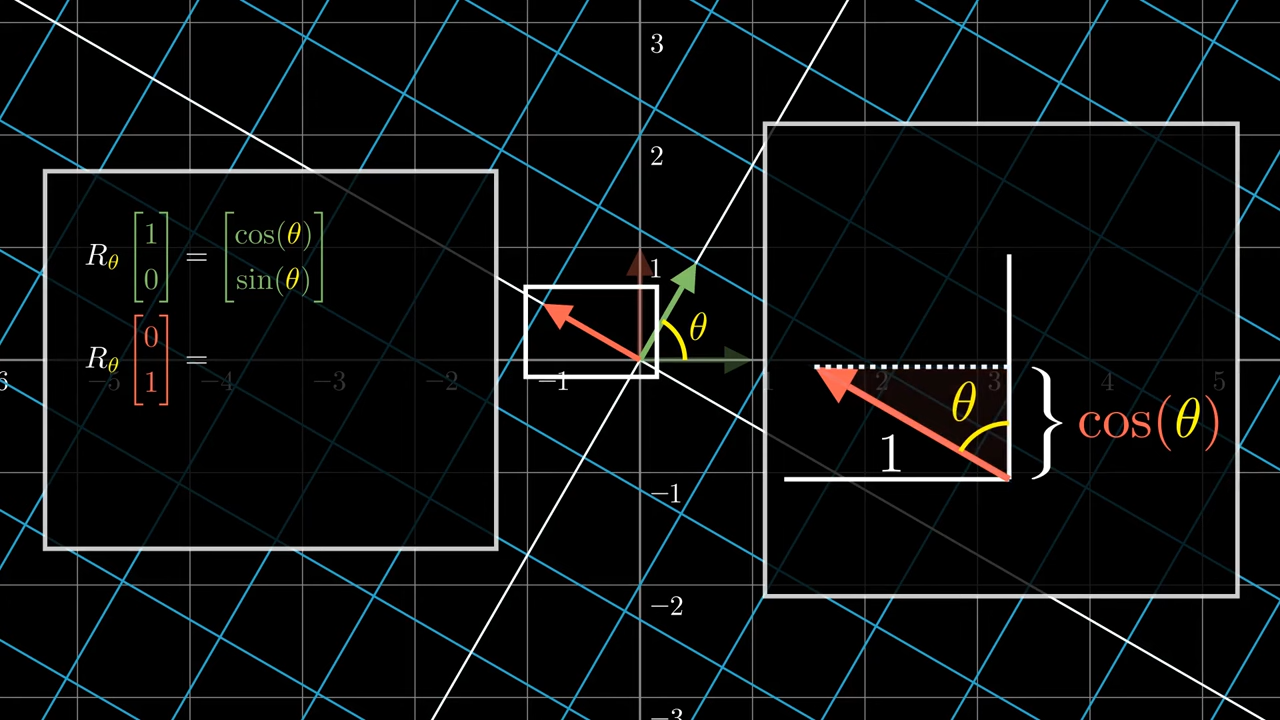 3
2
1
R_θ [1 0] = [cos(θ) sin(θ)]
R_θ [0 1] =
θ
6 −5 −4 −3 −2 −1 1 2 3 4 5
θ
1
} cos(θ)
−1
−2
−3